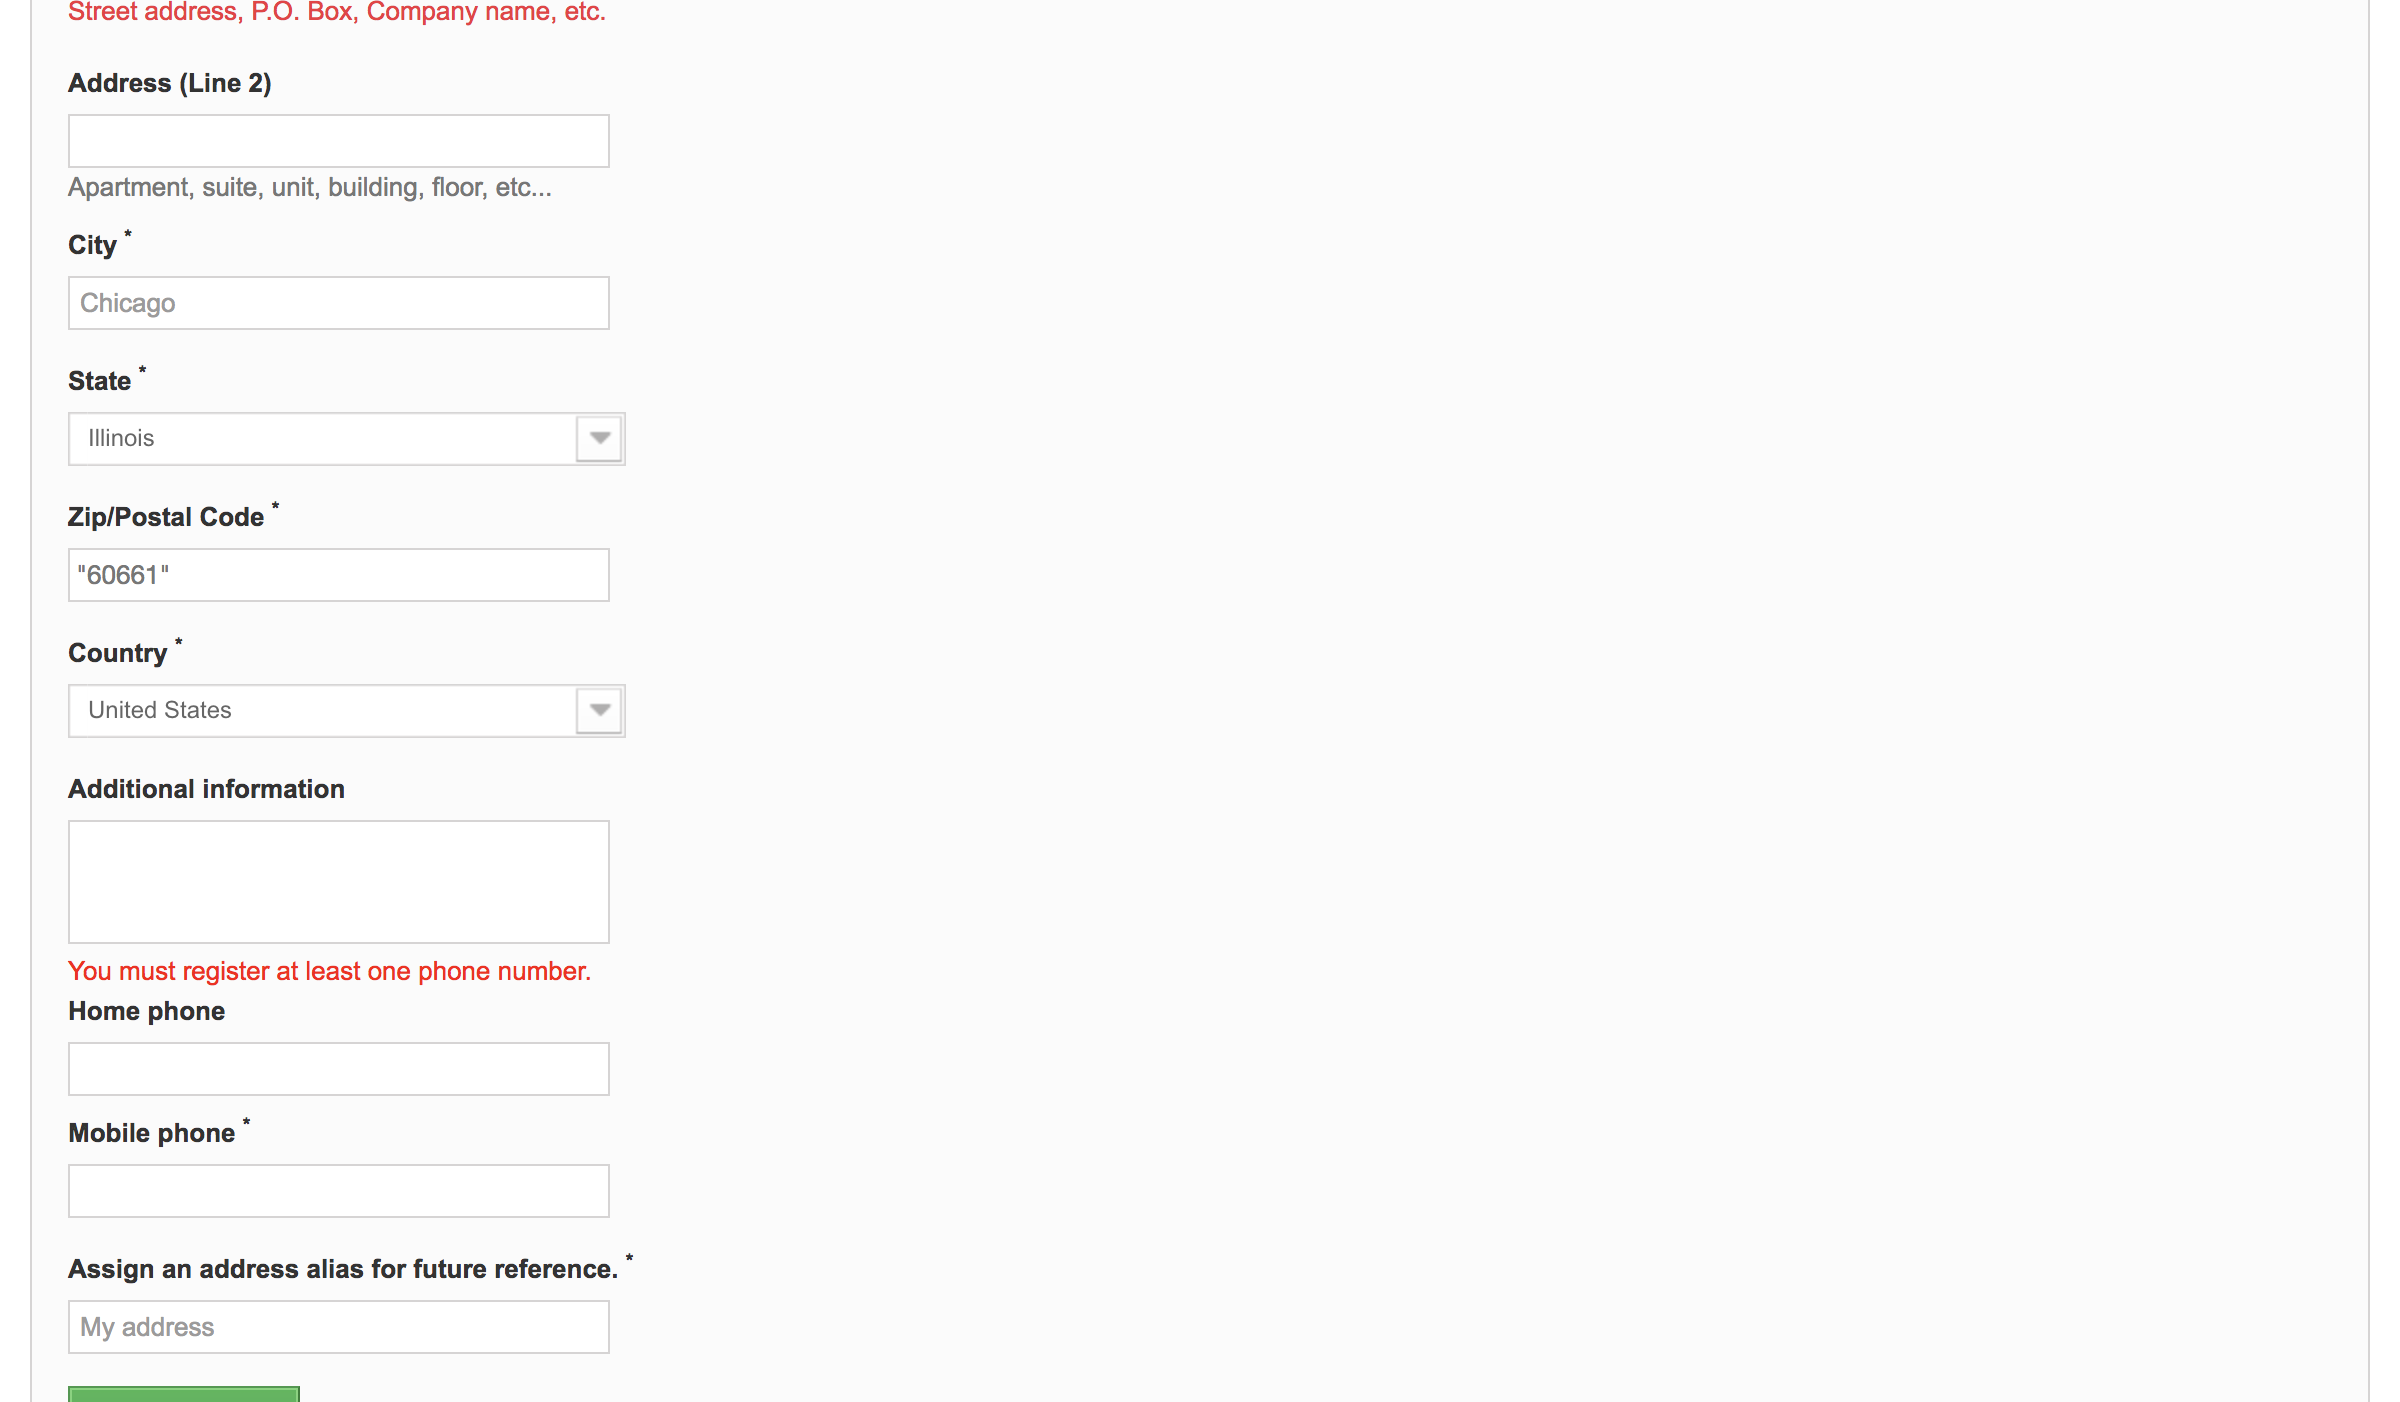 Street address, P.O. Box, Company name, etc.
Address (Line 2)
Apartment, suite, unit, building, floor, etc...
City *
Chicago
State *
Illinois
Zip/Postal Code *
"60661"
Country *
United States
Additional information
You must register at least one phone number.
Home phone
Mobile phone *
Assign an address alias for future reference. *
My address